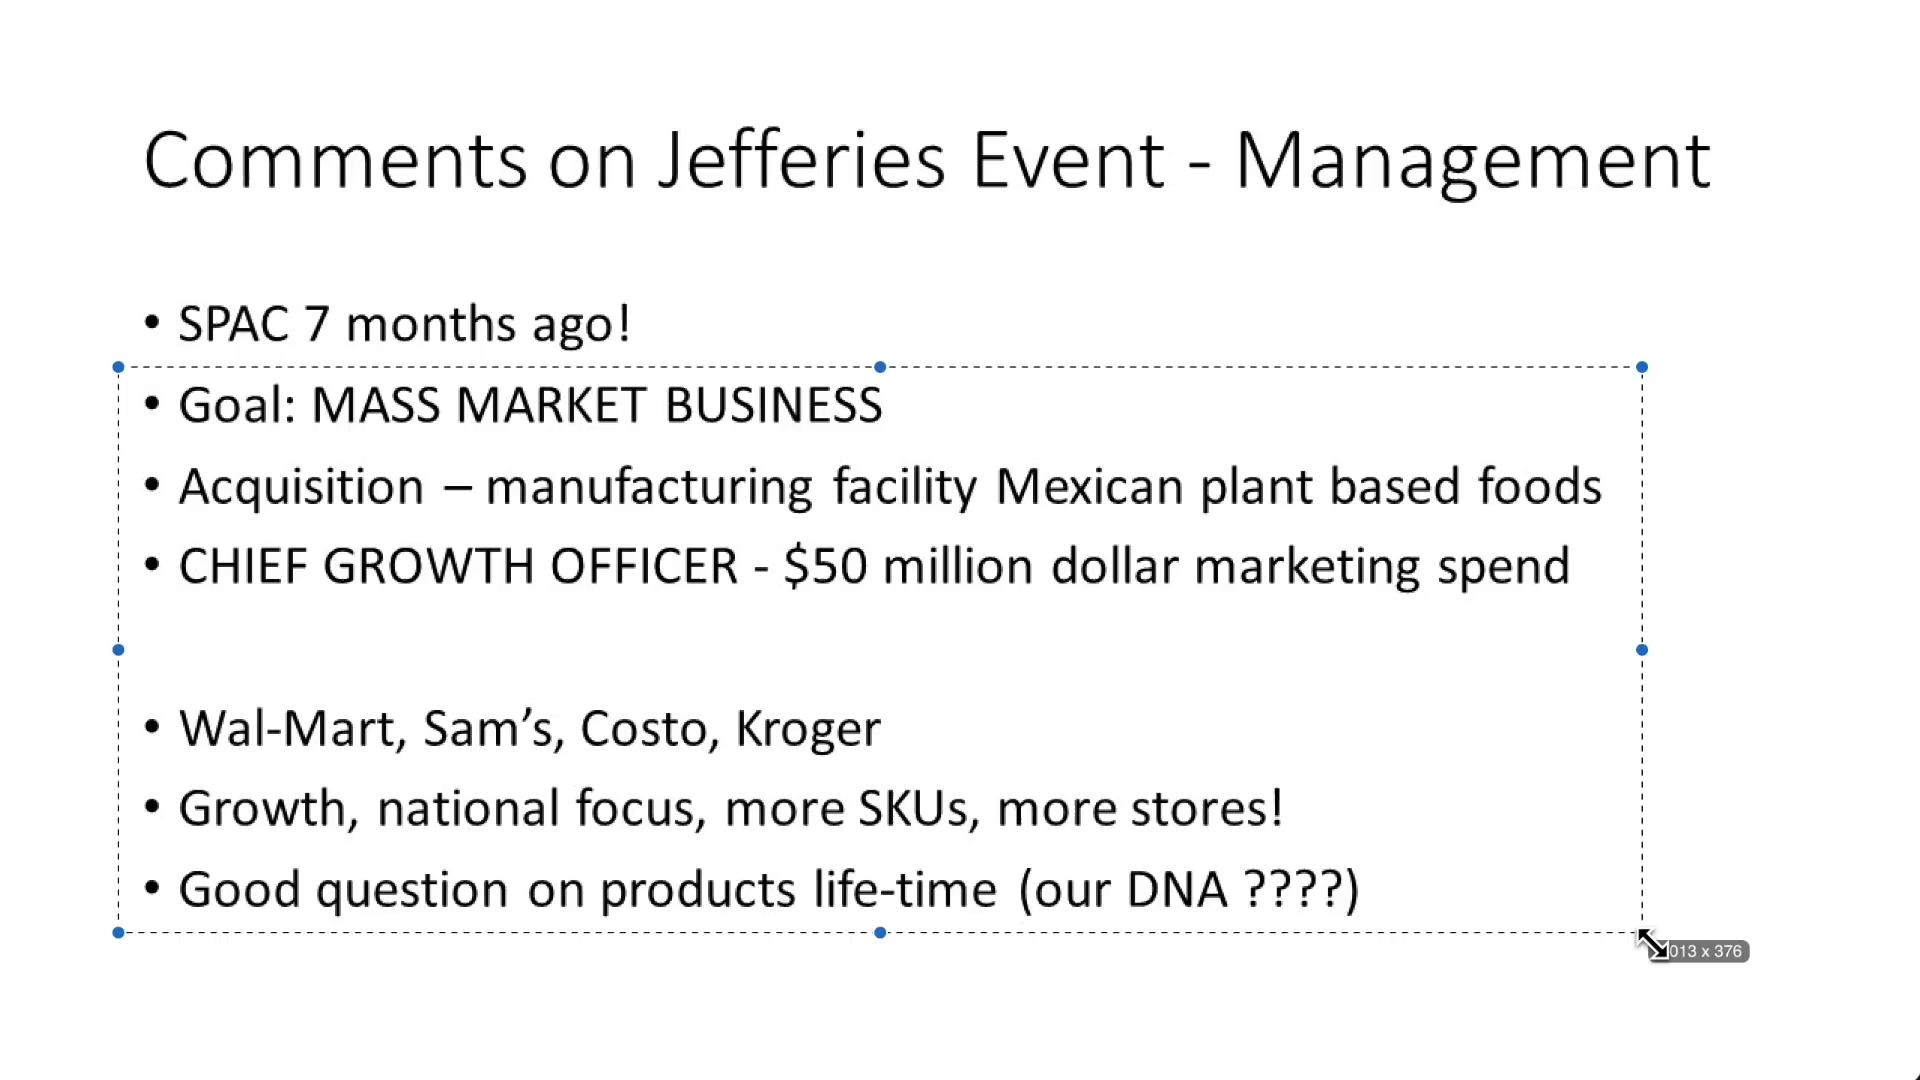 Comments on Jefferies Event - Management
• SPAC 7 months ago!
• Goal: MASS MARKET BUSINESS
• Acquisition – manufacturing facility Mexican plant based foods
• CHIEF GROWTH OFFICER - $50 million dollar marketing spend
• Wal-Mart, Sam’s, Costo, Kroger
• Growth, national focus, more SKUs, more stores!
• Good question on products life-time (our DNA ????)
013 x 376